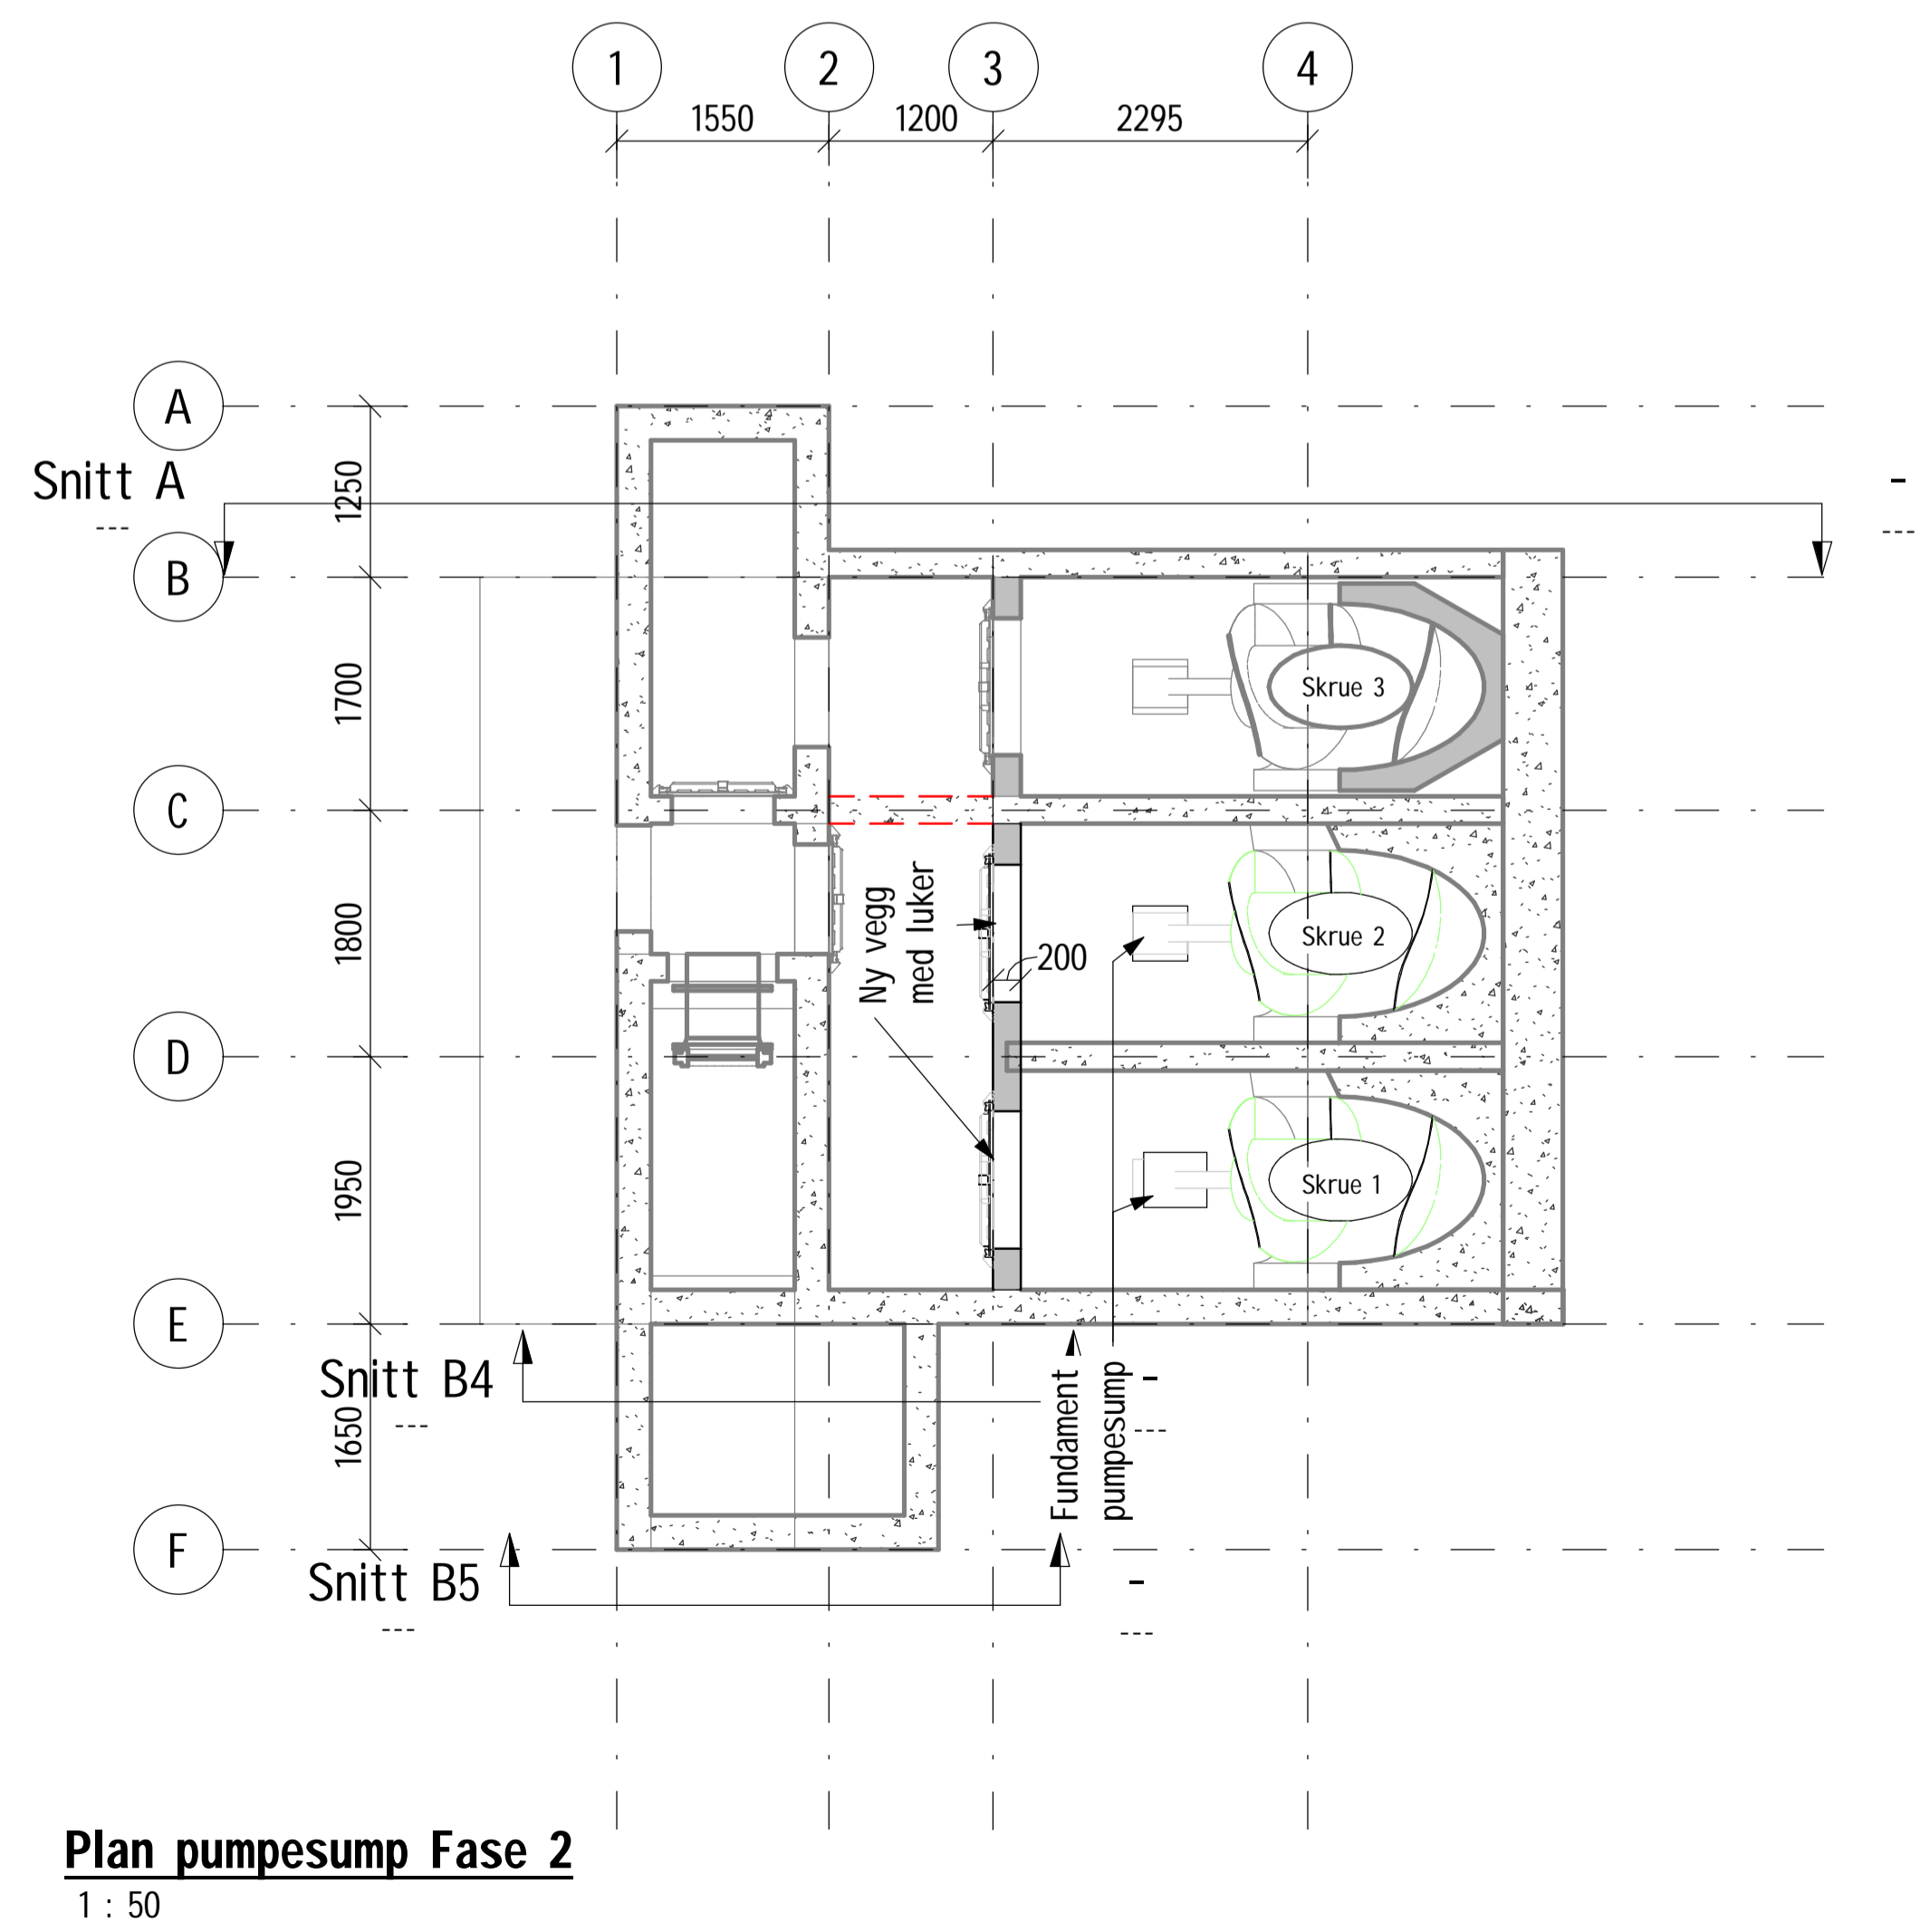 1 2 3 4
1550 1200 2295
A
Snitt A
---
-
---
1250
B
1700
Skrue 3
C
1800
Ny vegg
med luker
200
Skrue 2
D
1950
Skrue 1
E
Snitt B4
---
-
---
1650
Fundament
pumpesump
F
Snitt B5
---
-
---
Plan pumpesump Fase 2
1 : 50